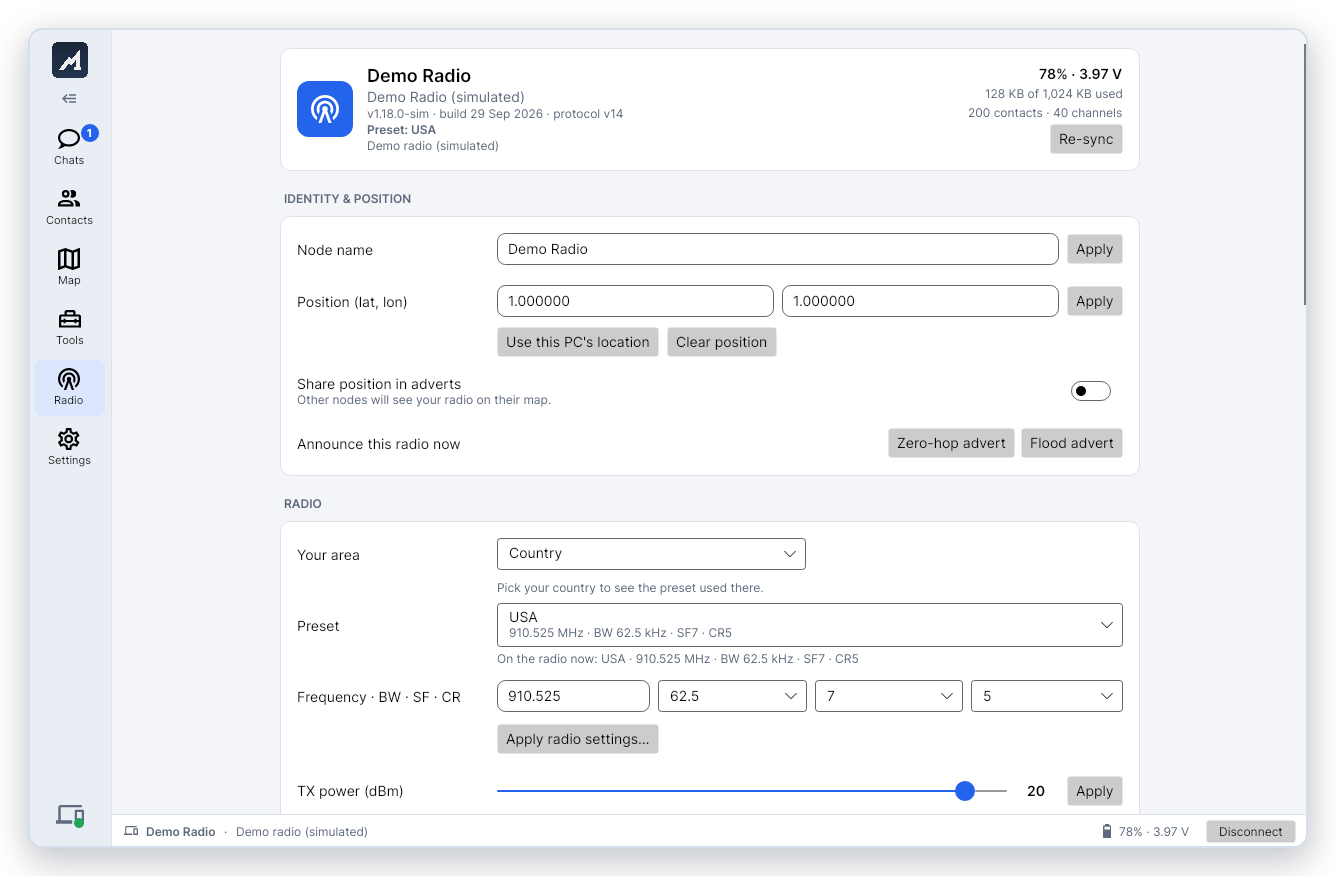 Demo Radio
Demo Radio (simulated)
v1.18.0-sim · build 29 Sep 2026 · protocol v14
Preset: USA
Demo radio (simulated)
78% · 3.97 V
128 KB of 1,024 KB used
200 contacts · 40 channels
Re-sync
1
Chats
Contacts
Map
Tools
Radio
Settings
IDENTITY & POSITION
Node name
Demo Radio
Apply
Position (lat, lon)
1.000000
1.000000
Apply
Use this PC's location
Clear position
Share position in adverts
Other nodes will see your radio on their map.
Announce this radio now
Zero-hop advert
Flood advert
RADIO
Your area
Country
Pick your country to see the preset used there.
Preset
USA
910.525 MHz · BW 62.5 kHz · SF7 · CR5
On the radio now: USA · 910.525 MHz · BW 62.5 kHz · SF7 · CR5
Frequency · BW · SF · CR
910.525
62.5
7
5
Apply radio settings...
TX power (dBm)
20
Apply
Demo Radio · Demo radio (simulated)
78% · 3.97 V
Disconnect